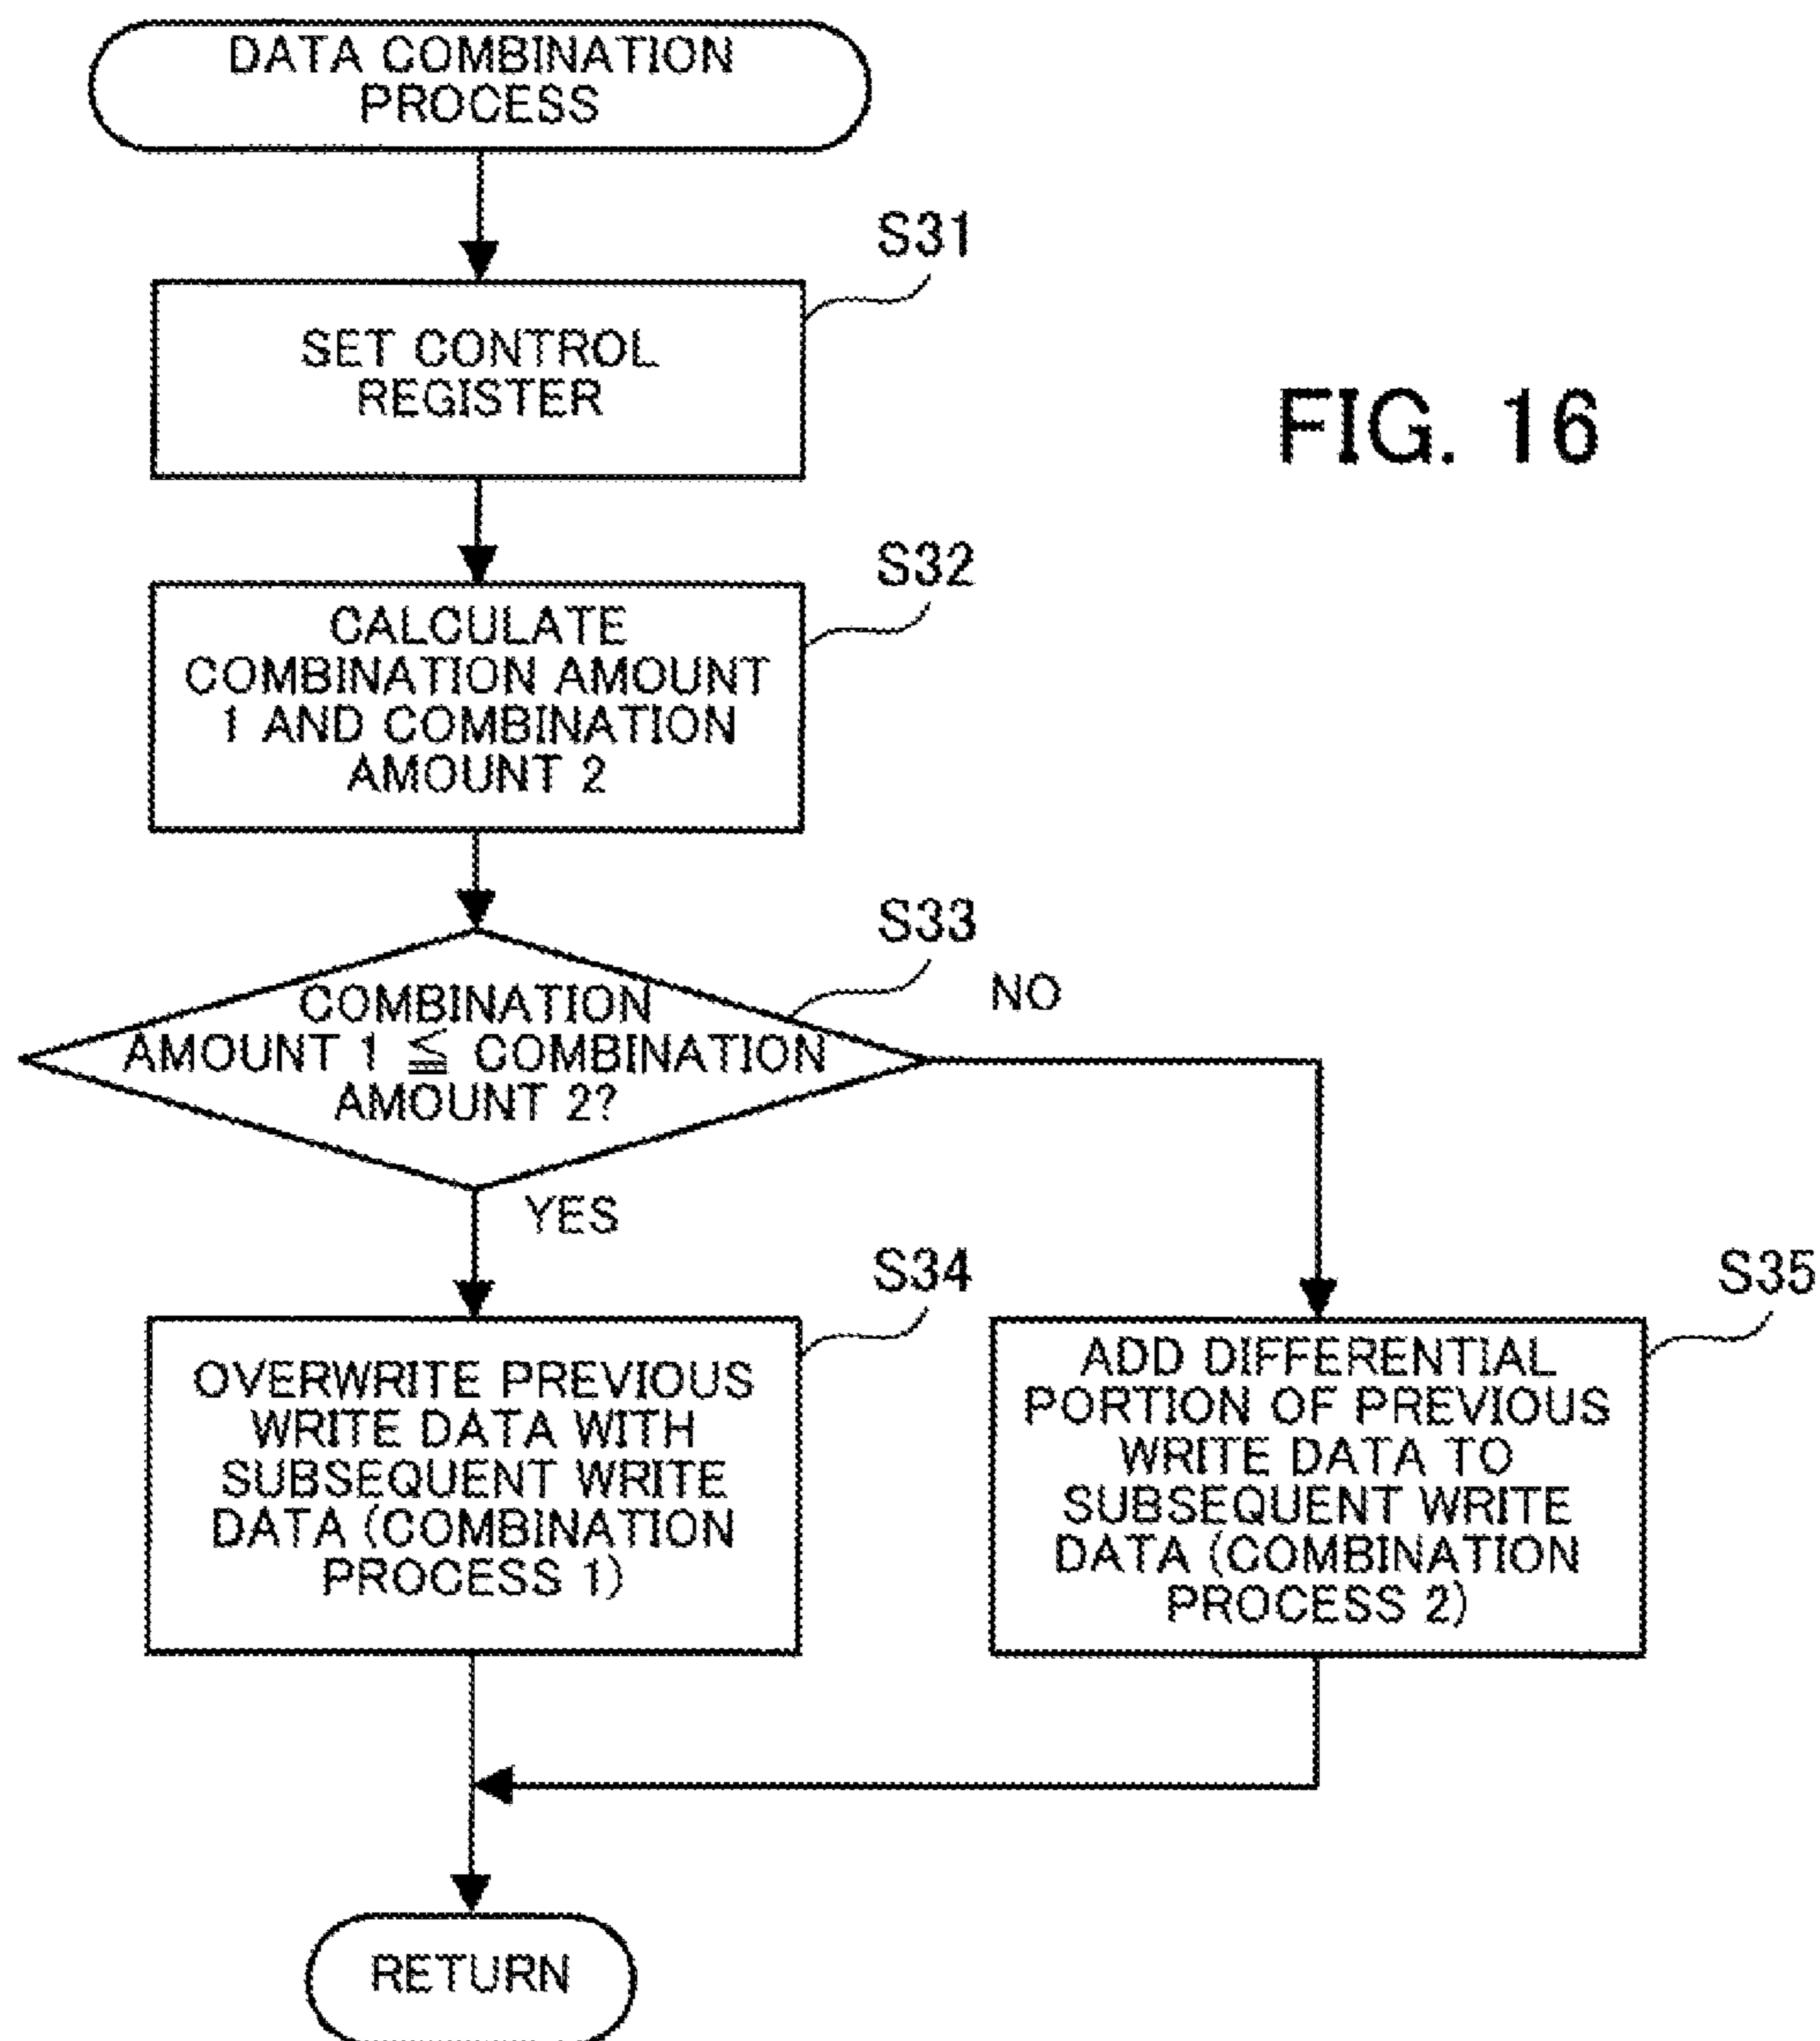 DATA COMBINATION
PROCESS
S31
SET CONTROL
REGISTER
FIG. 16
S32
CALCULATE
COMBINATION AMOUNT
1 AND COMBINATION
AMOUNT 2
S33
COMBINATION
AMOUNT 1 ≦ COMBINATION
AMOUNT 2?
NO
YES
S34
OVERWRITE PREVIOUS
WRITE DATA WITH
SUBSEQUENT WRITE
DATA (COMBINATION
PROCESS 1)
S35
ADD DIFFERENTIAL
PORTION OF PREVIOUS
WRITE DATA TO
SUBSEQUENT WRITE
DATA (COMBINATION
PROCESS 2)
RETURN